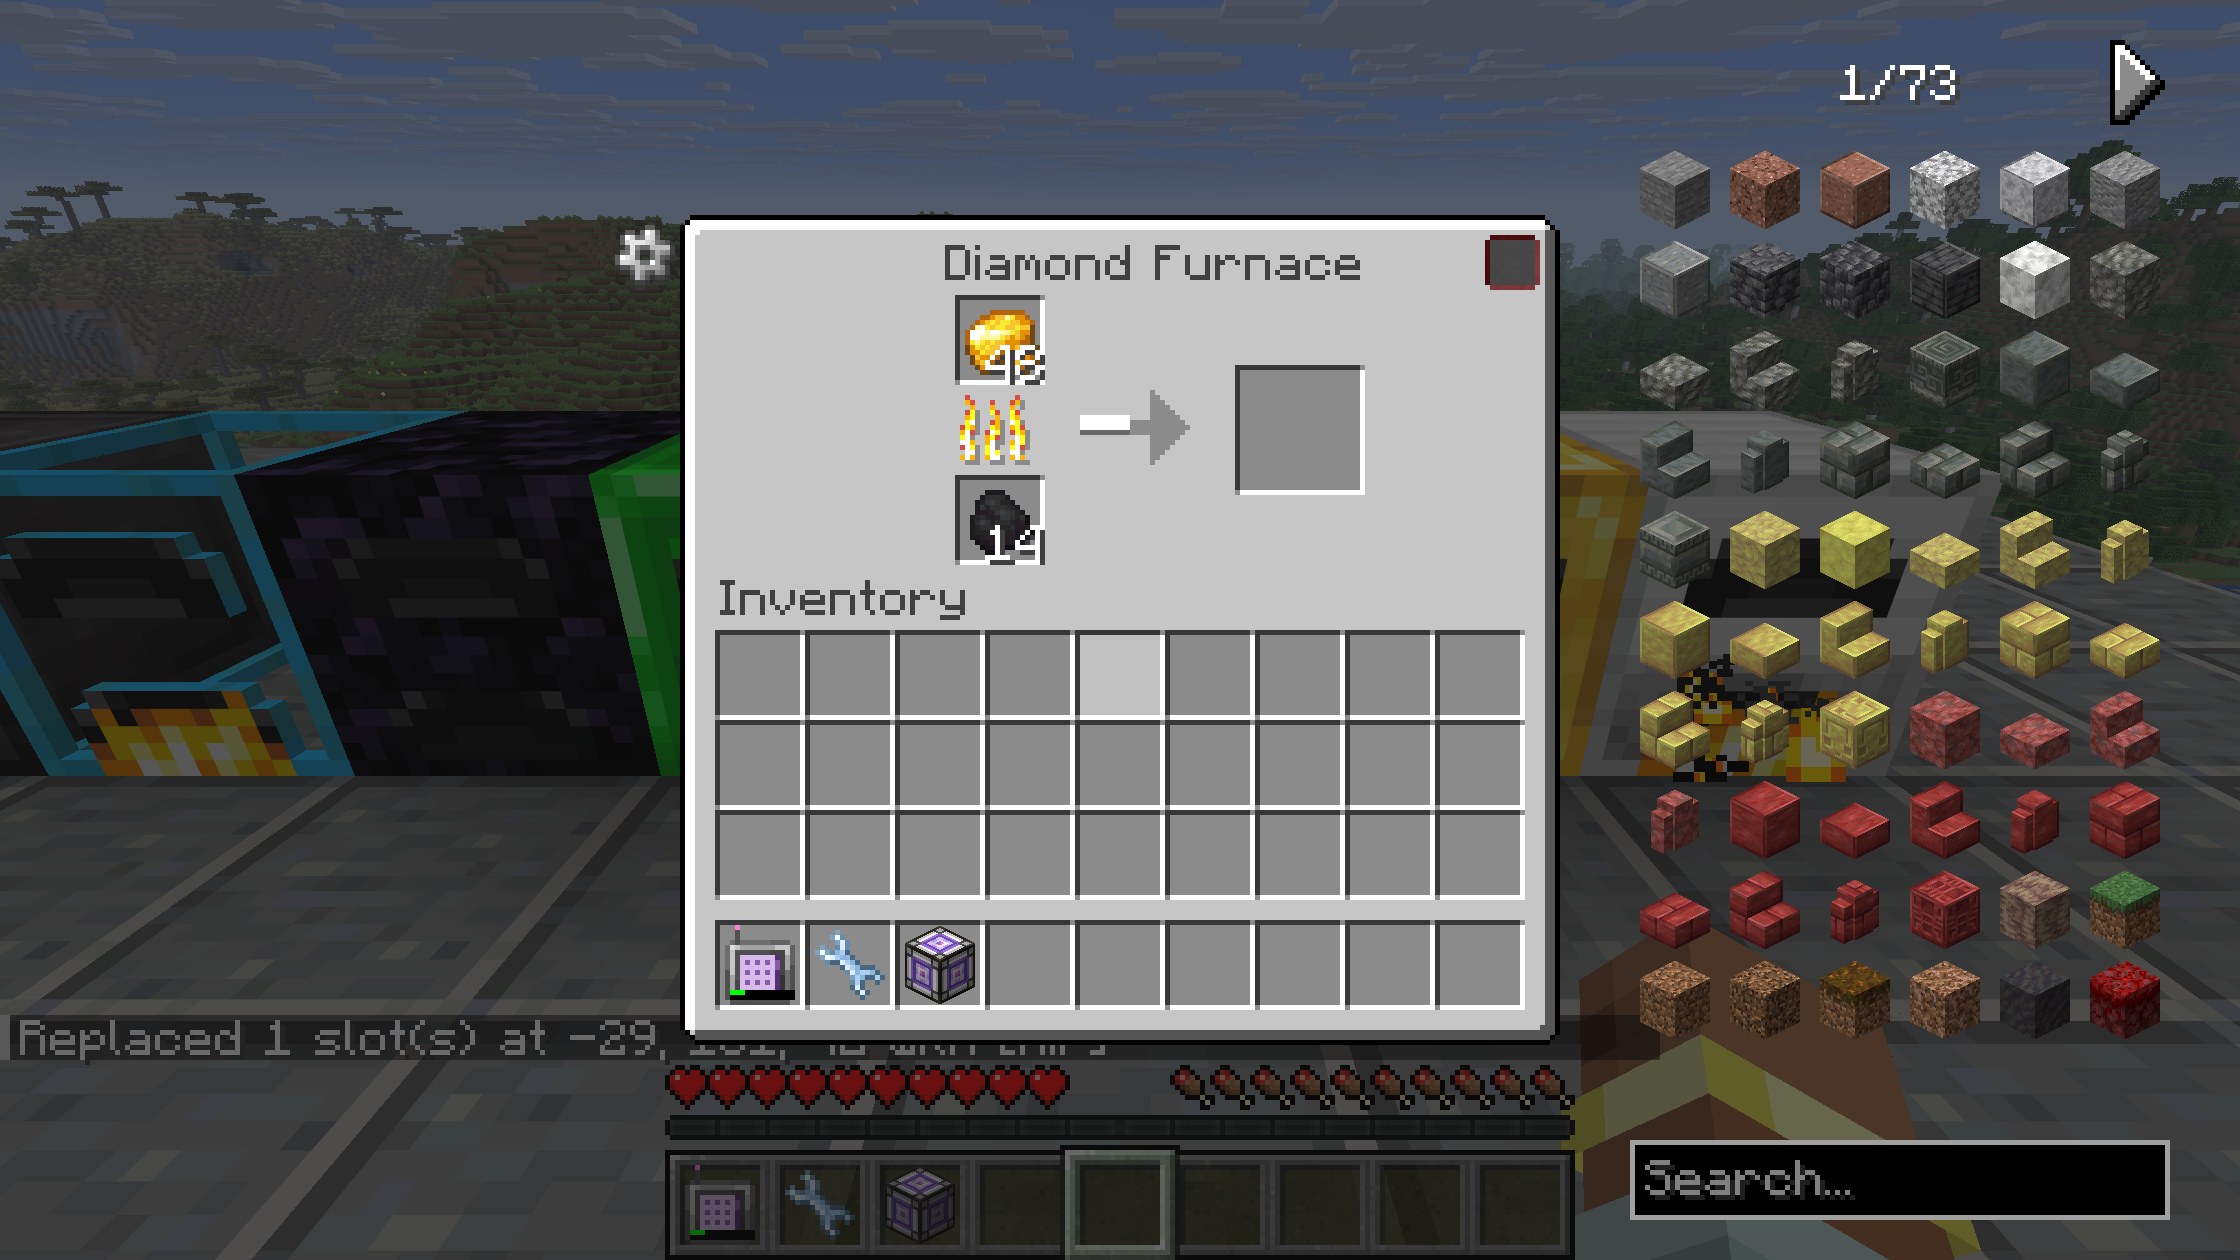 1/73
Diamond Furnace
48
14
Inventory
Replaced 1 slot(s) at -29,
Search...